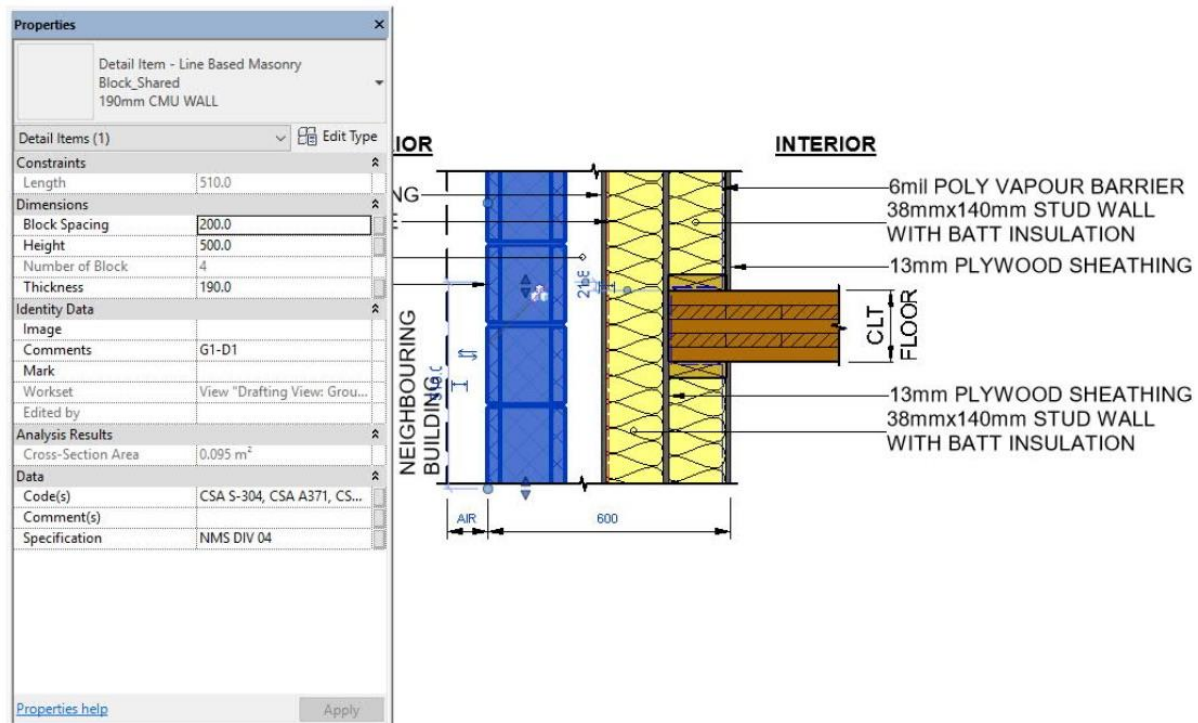 Properties ×
Detail Item - Line Based Masonry
Block_Shared
190mm CMU WALL
Detail Items (1) Edit Type
Constraints
Length 510.0
Dimensions
Block Spacing 200.0
Height 500.0
Number of Block 4
Thickness 190.0
Identity Data
Image
Comments G1-D1
Mark
Workset View "Drafting View: Grou...
Edited by
Analysis Results
Cross-Section Area 0.095 m²
Data
Code(s) CSA S-304, CSA A371, CS...
Comment(s)
Specification NMS DIV 04
Properties help Apply
IOR
NG
E
NEIGHBOURING
BUILDING
AIR
600
INTERIOR
6mil POLY VAPOUR BARRIER
38mmx140mm STUD WALL
WITH BATT INSULATION
13mm PLYWOOD SHEATHING
CLT
FLOOR
13mm PLYWOOD SHEATHING
38mmx140mm STUD WALL
WITH BATT INSULATION